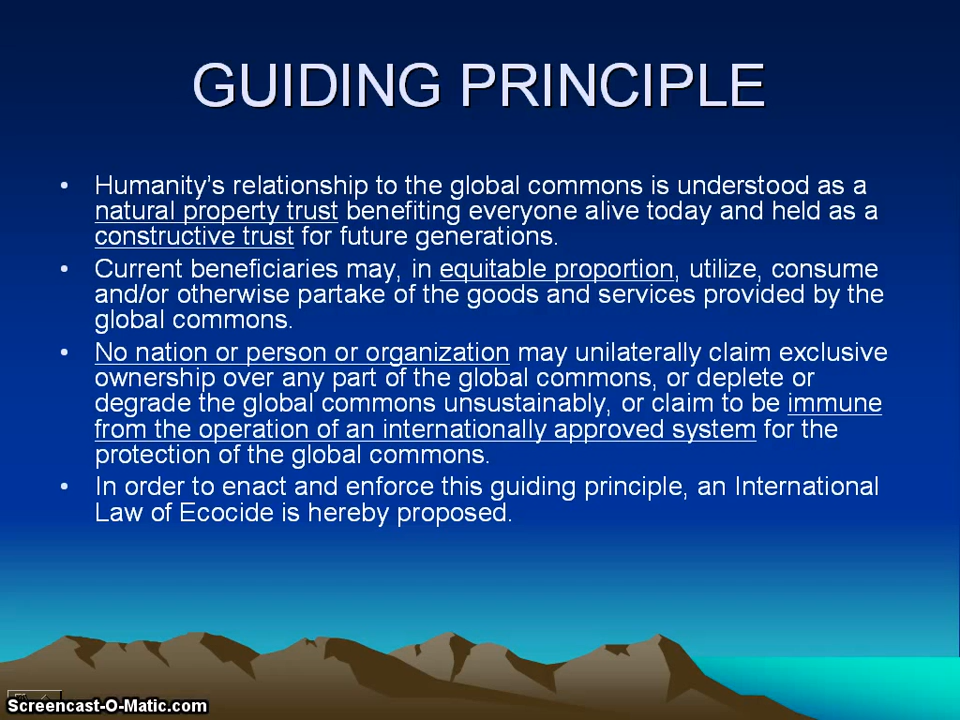 GUIDING PRINCIPLE
• Humanity's relationship to the global commons is understood as a
natural property trust benefiting everyone alive today and held as a
constructive trust for future generations.
• Current beneficiaries may, in equitable proportion, utilize, consume
and/or otherwise partake of the goods and services provided by the
global commons.
• No nation or person or organization may unilaterally claim exclusive
ownership over any part of the global commons, or deplete or
degrade the global commons unsustainably, or claim to be immune
from the operation of an internationally approved system for the
protection of the global commons.
• In order to enact and enforce this guiding principle, an International
Law of Ecocide is hereby proposed.
Screencast-O-Matic.com